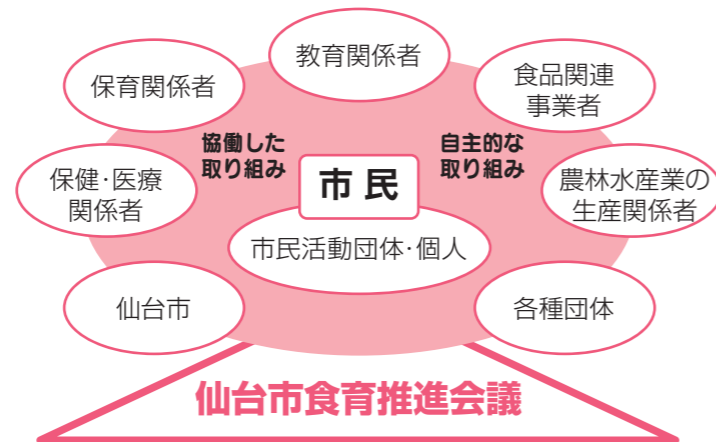 教育関係者
保育関係者
食品関連
事業者
協働した
取り組み
自主的な
取り組み
保健・医療
関係者
市民
農林水産業の
生産関係者
市民活動団体・個人
仙台市
各種団体
仙台市食育推進会議